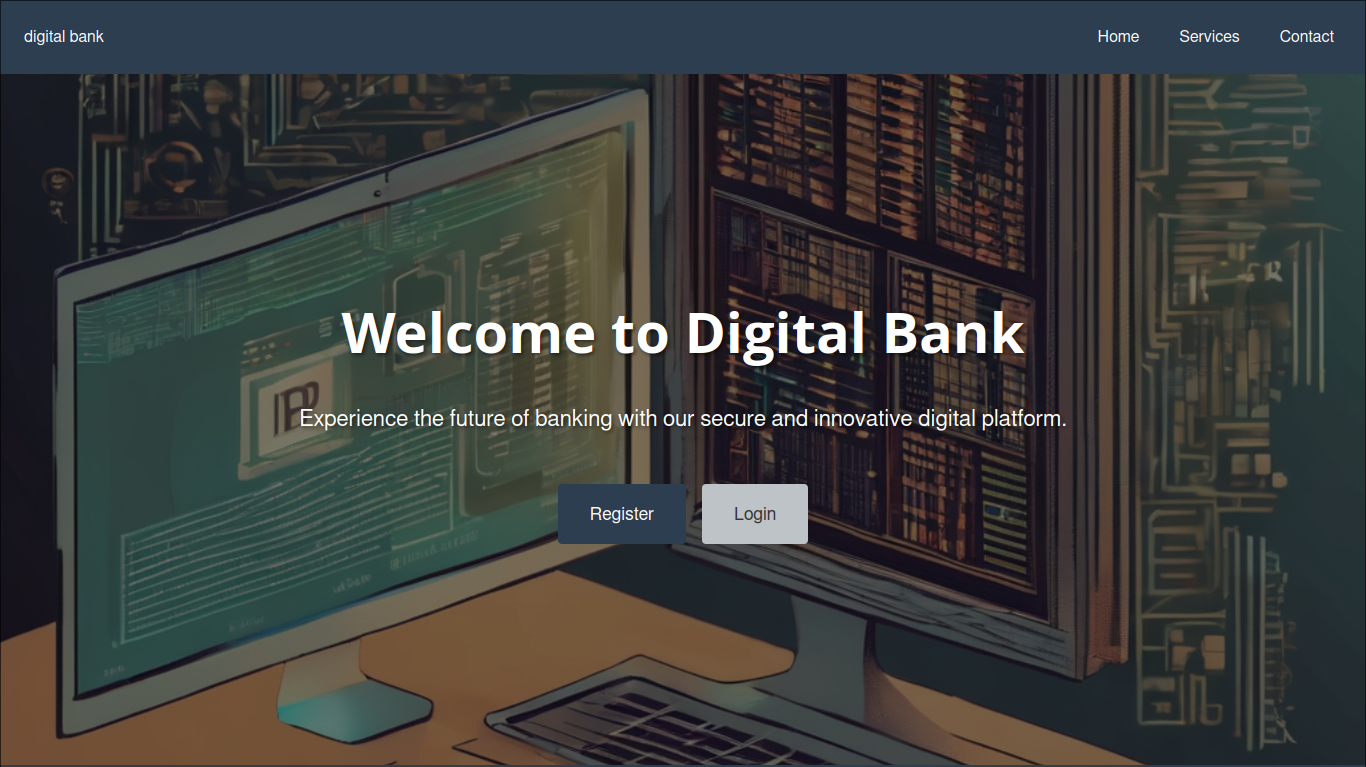 digital bank
Home Services Contact
Welcome to Digital Bank
Experience the future of banking with our secure and innovative digital platform.
Register Login